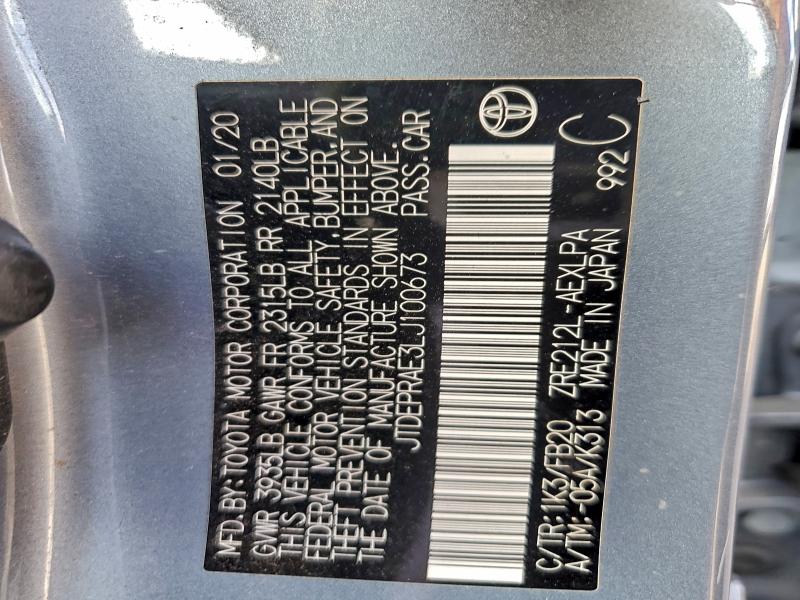 MFD.BY:TOYOTA MOTOR CORPORATION 01/20
GVWR 3935LB GAWR FR 2315LB RR 2140LB
THIS VEHICLE CONFORMS TO ALL APPLICABLE
FEDERAL MOTOR VEHICLE SAFETY,BUMPER,AND
THEFT PREVENTION STANDARDS IN EFFECT ON
THE DATE OF MANUFACTURE SHOWN ABOVE.
JTDEPRAE3LJ100673 PASS.CAR
C/TR:1K3/FB20 ZRE212L-AEXLPA
A/TM:-05A/K313 MADE IN JAPAN
992 C